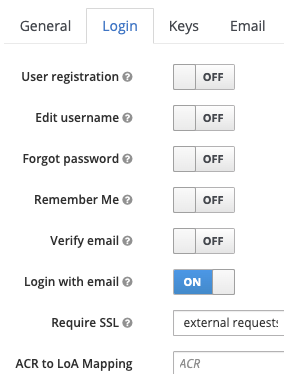 General Login Keys Email
User registration ? OFF
Edit username ? OFF
Forgot password ? OFF
Remember Me ? OFF
Verify email ? OFF
Login with email ? ON
Require SSL ? external requests
ACR to LoA Mapping ACR